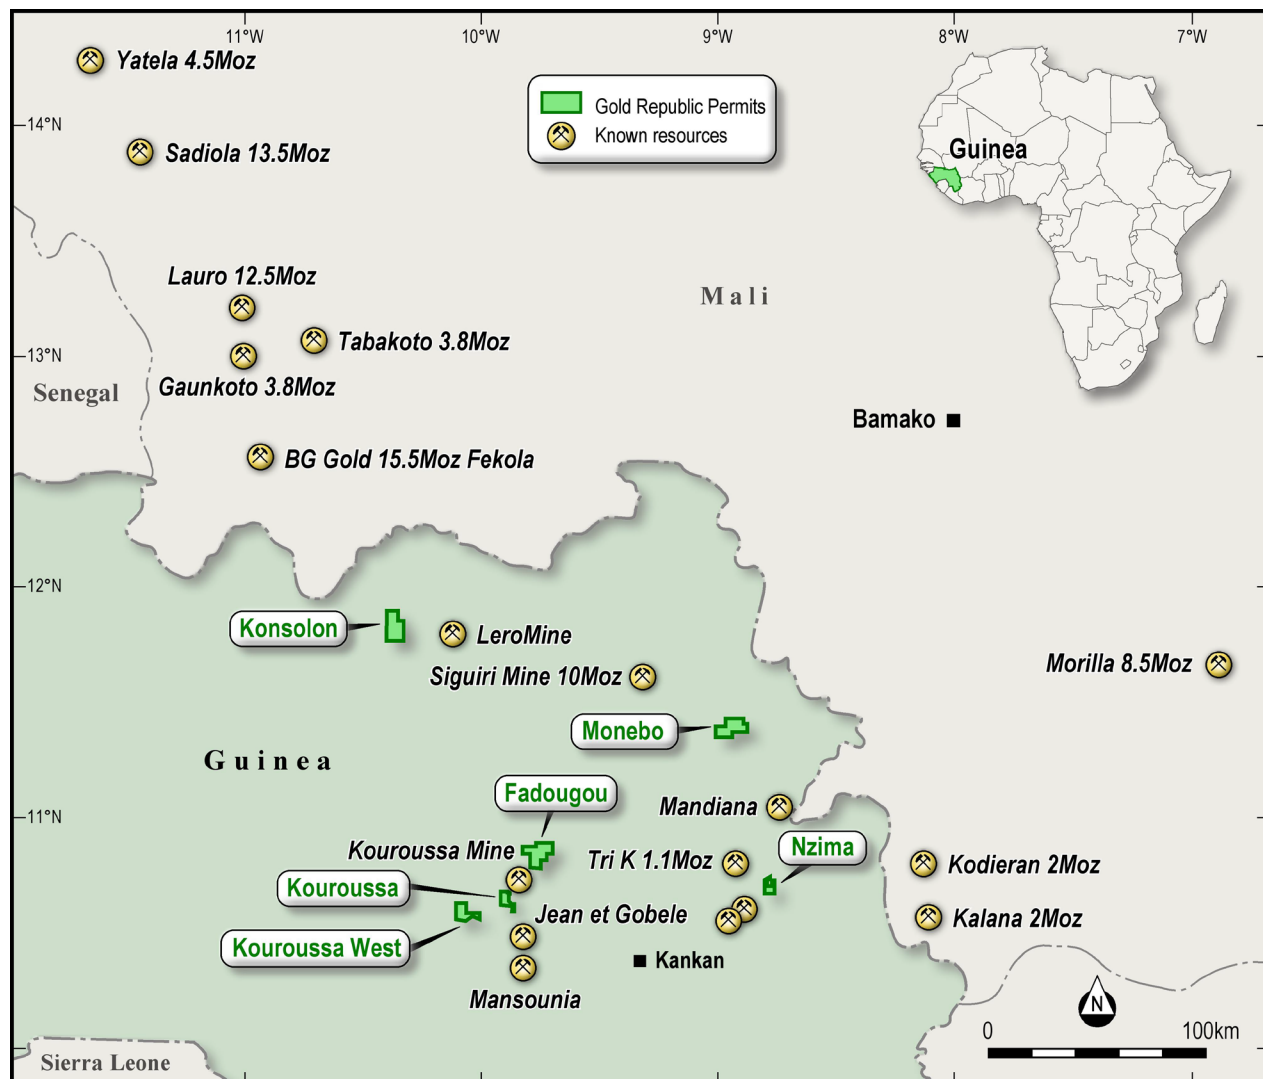 11°W
10°W
9°W
8°W
7°W
Yatela 4.5Moz
Gold Republic Permits
Known resources
Guinea
14°N
Sadiola 13.5Moz
Lauro 12.5Moz
Mali
Tabakoto 3.8Moz
13°N
Gaunkoto 3.8Moz
Senegal
Bamako
BG Gold 15.5Moz Fekola
12°N
Konsolon
LeroMine
Siguiri Mine 10Moz
Morilla 8.5Moz
Monebo
Guinea
Fadougou
Mandiana
11°N
Kouroussa Mine
Tri K 1.1Moz
Nzima
Kodieran 2Moz
Kouroussa
Jean et Gobele
Kalana 2Moz
Kouroussa West
Kankan
Mansounia
N
0
100km
Sierra Leone